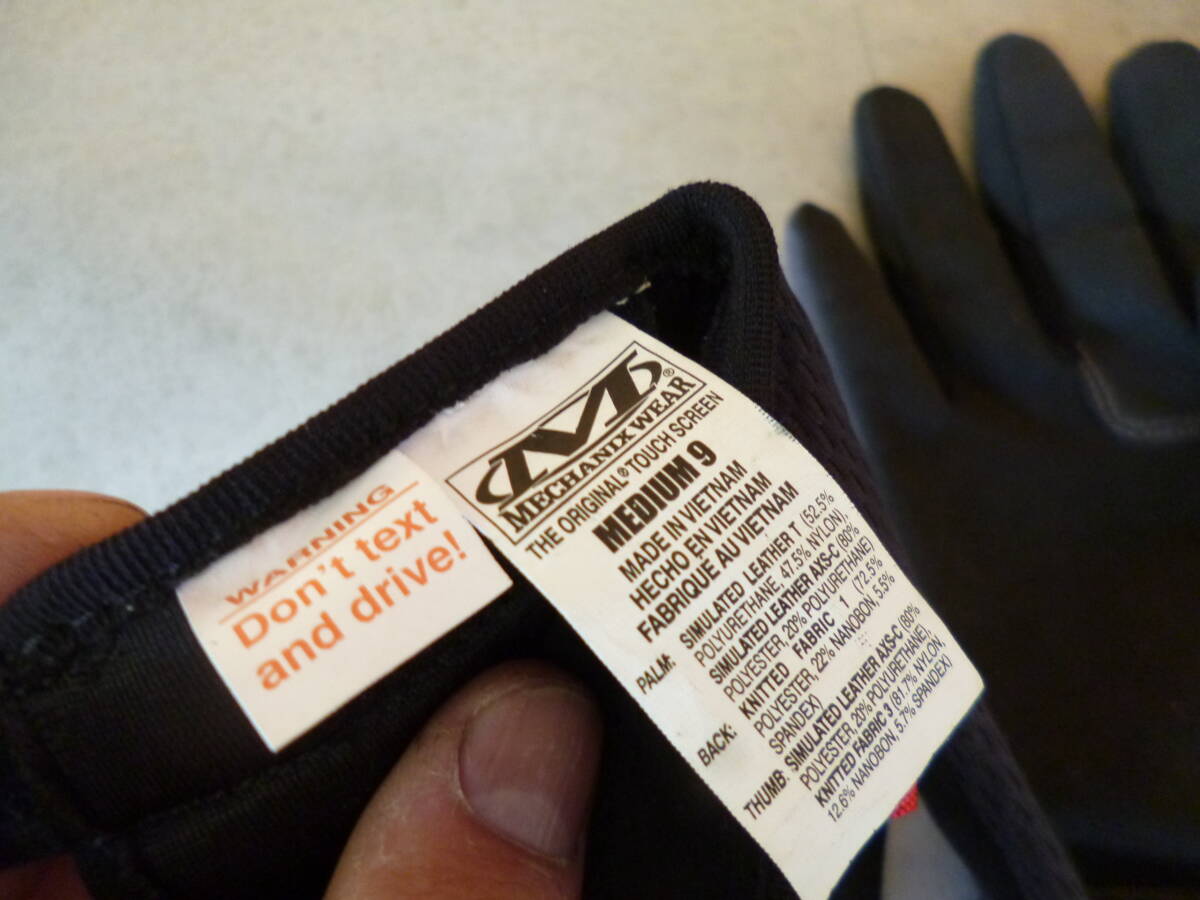 WARNING
Don't text
and drive!
M
MECHANIX WEAR®
THE ORIGINAL® TOUCH SCREEN
MEDIUM 9
MADE IN VIETNAM
HECHO EN VIETNAM
FABRIQUE AU VIETNAM
PALM: SIMULATED LEATHER T (52.5%
POLYURETHANE, 47.5% NYLON),
SIMULATED LEATHER AXS-C (80%
POLYESTER, 20% POLYURETHANE)
BACK: KNITTED FABRIC 1 (72.5%
POLYESTER, 22% NANOBON, 5.5%
SPANDEX)
THUMB: SIMULATED LEATHER AXS-C (80%
POLYESTER, 20% POLYURETHANE),
KNITTED FABRIC 3 (81.7% NYLON,
12.6% NANOBON, 5.7% SPANDEX)